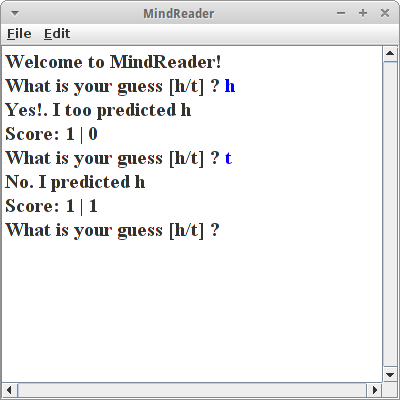 MindReader
File Edit
Welcome to MindReader!
What is your guess [h/t] ? h
Yes!. I too predicted h
Score: 1 | 0
What is your guess [h/t] ? t
No. I predicted h
Score: 1 | 1
What is your guess [h/t] ?